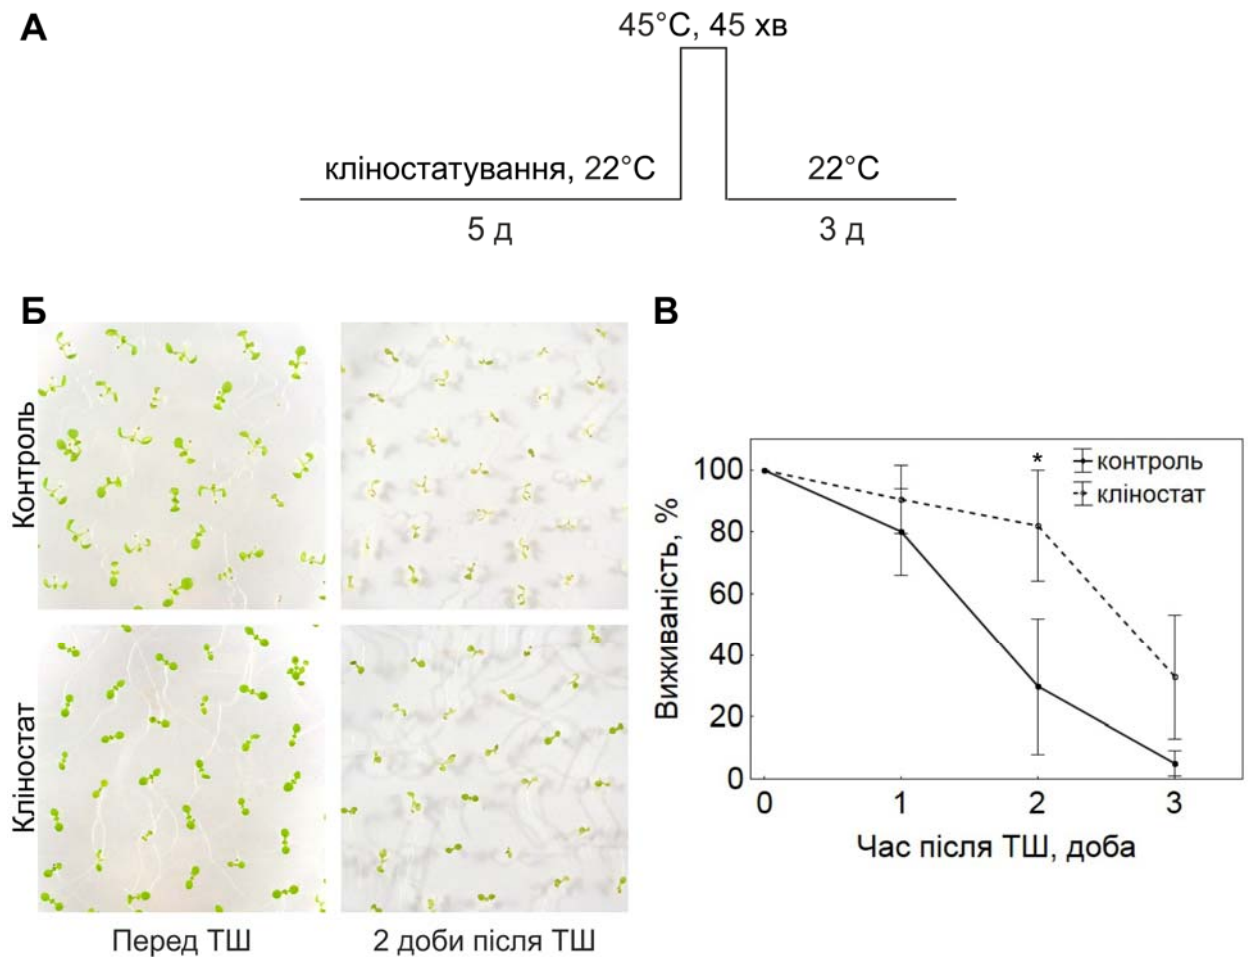 А
45°C, 45 хв
кліностатування, 22°C
22°C
5 д
3 д
Б
Контроль
Кліностат
Перед ТШ
2 доби після ТШ
В
Виживаність, %
100
80
60
40
20
0
*
контроль
кліностат
0 1 2 3
Час після ТШ, доба